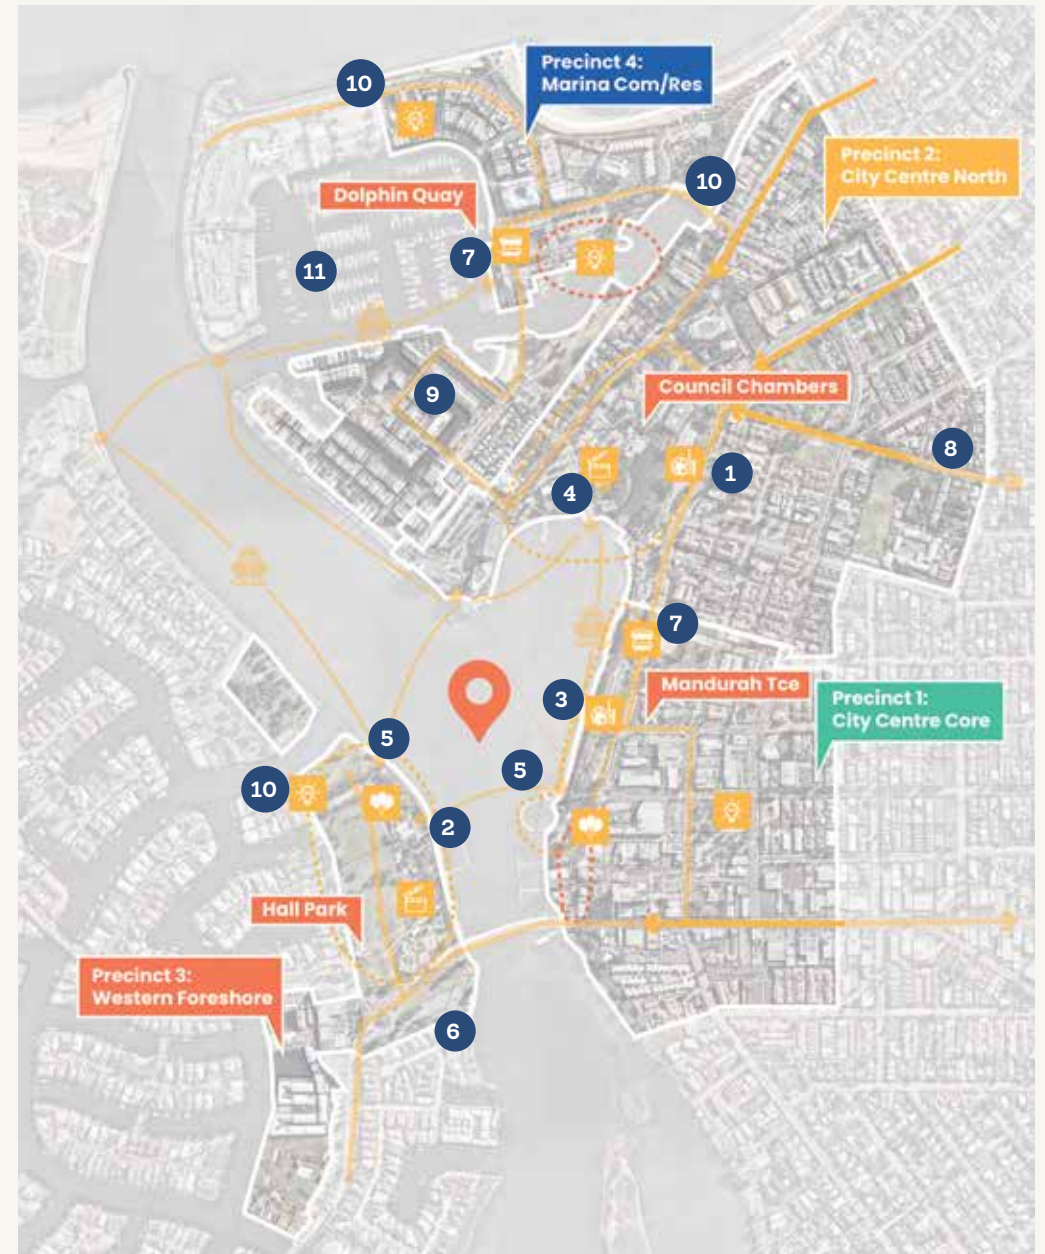 Precinct 4:
Marina Com/Res
10
Precinct 2:
City Centre North
10
Dolphin Quay
7
11
Council Chambers
9
8
1
4
7
Mandurah Tce
3
Precinct 1:
City Centre Core
5
5
10
2
Hall Park
Precinct 3:
Western Foreshore
6